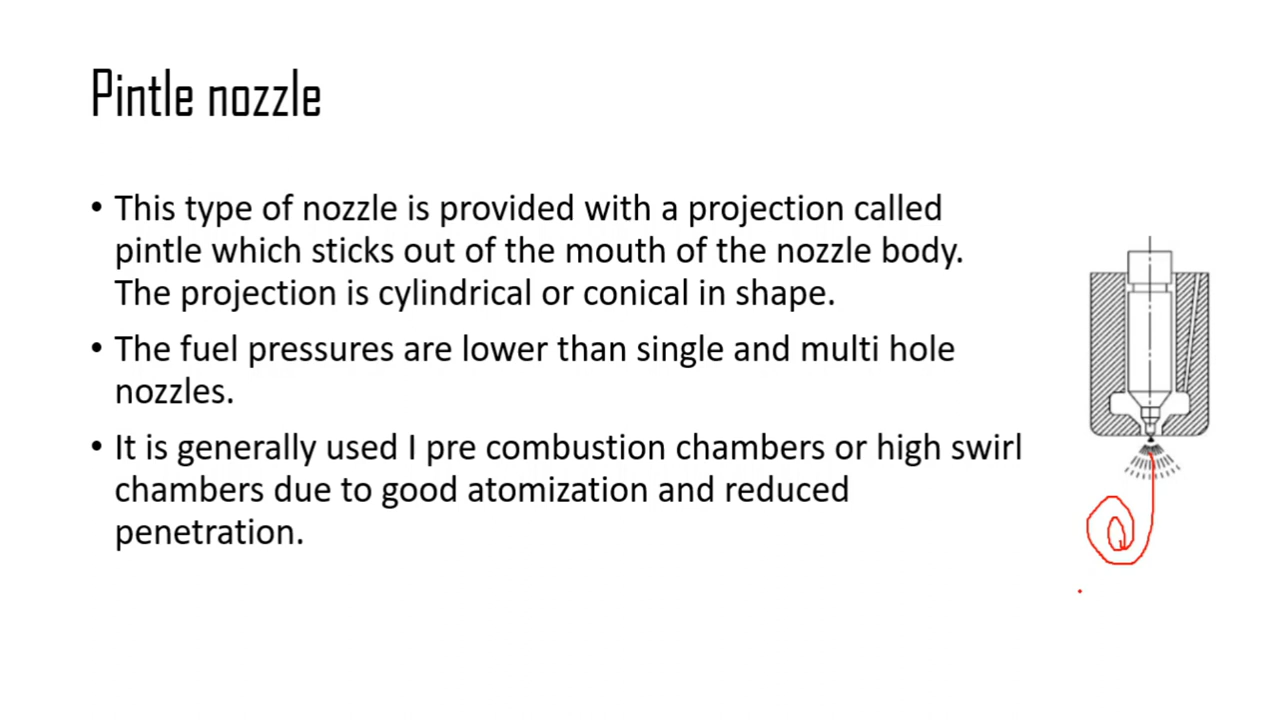 Pintle nozzle
• This type of nozzle is provided with a projection called
pintle which sticks out of the mouth of the nozzle body.
The projection is cylindrical or conical in shape.
• The fuel pressures are lower than single and multi hole
nozzles.
• It is generally used I pre combustion chambers or high swirl
chambers due to good atomization and reduced
penetration.